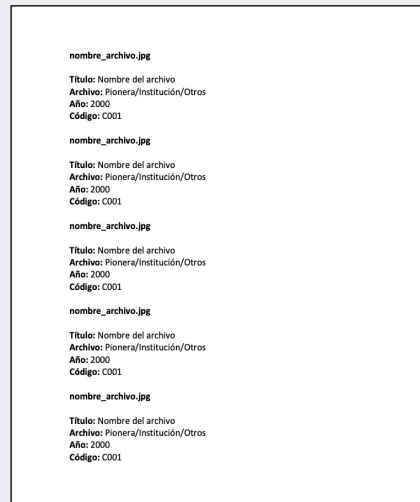 nombre_archivo.jpg
Título: Nombre del archivo
Archivo: Pionera/Institución/Otros
Año: 2000
Código: C001
nombre_archivo.jpg
Título: Nombre del archivo
Archivo: Pionera/Institución/Otros
Año: 2000
Código: C001
nombre_archivo.jpg
Título: Nombre del archivo
Archivo: Pionera/Institución/Otros
Año: 2000
Código: C001
nombre_archivo.jpg
Título: Nombre del archivo
Archivo: Pionera/Institución/Otros
Año: 2000
Código: C001
nombre_archivo.jpg
Título: Nombre del archivo
Archivo: Pionera/Institución/Otros
Año: 2000
Código: C001